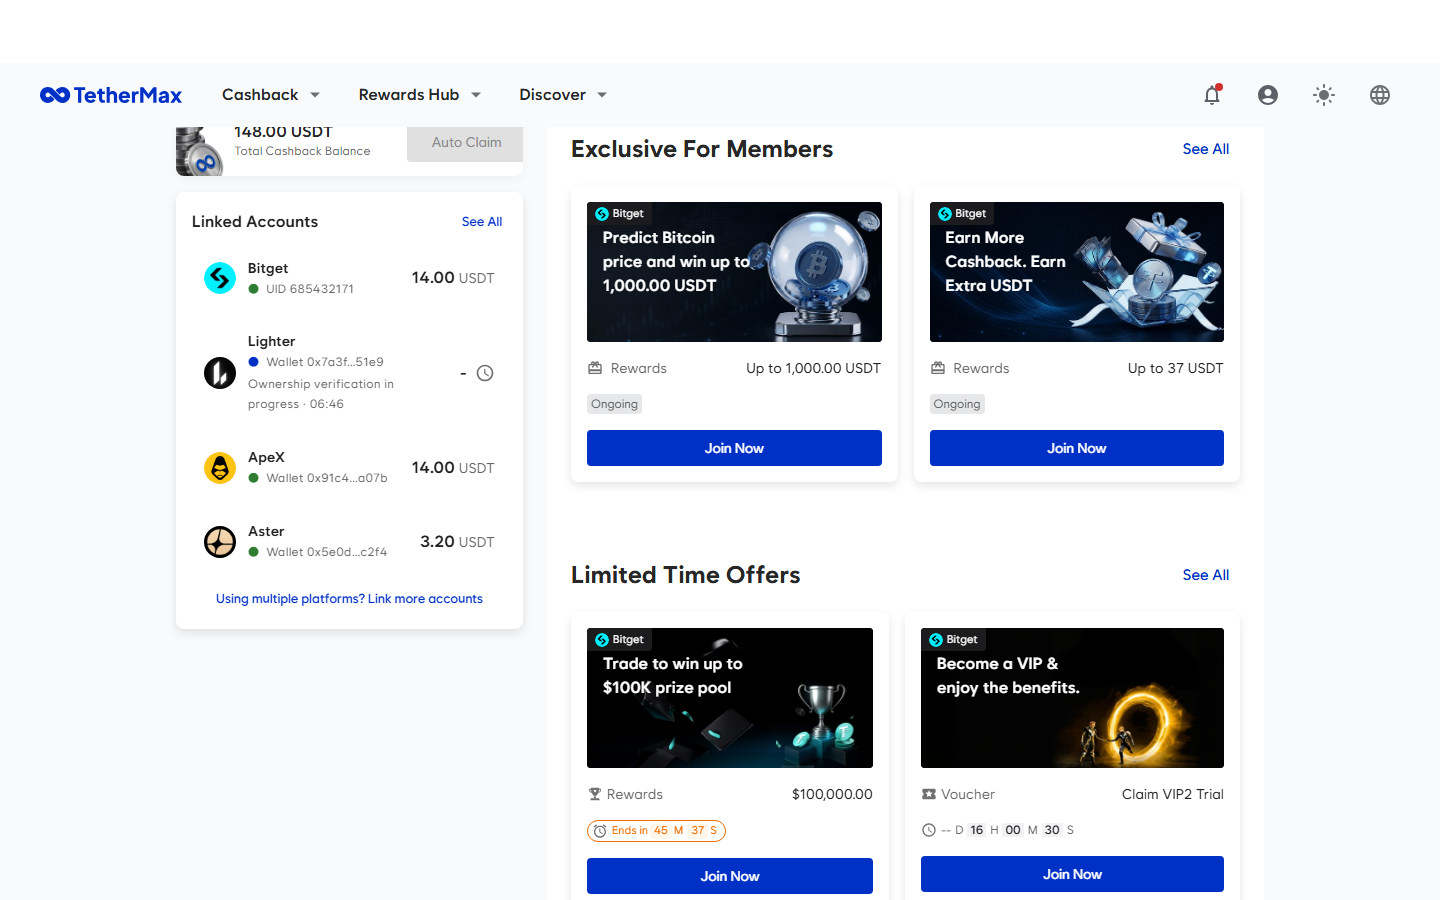 TetherMax
Cashback
Rewards Hub
Discover
148.00 USDT
Total Cashback Balance
Auto Claim
Linked Accounts
See All
Bitget
UID 685432171
14.00 USDT
Lighter
Wallet 0x7a3f...51e9
Ownership verification in
progress · 06:46
-
ApeX
Wallet 0x91c4...a07b
14.00 USDT
Aster
Wallet 0x5e0d...c2f4
3.20 USDT
Using multiple platforms? Link more accounts
Exclusive For Members
See All
Bitget
Predict Bitcoin
price and win up to
1,000.00 USDT
Rewards
Up to 1,000.00 USDT
Ongoing
Join Now
Bitget
Earn More
Cashback. Earn
Extra USDT
Rewards
Up to 37 USDT
Ongoing
Join Now
Limited Time Offers
See All
Bitget
Trade to win up to
$100K prize pool
Rewards
$100,000.00
Ends in 45 M 37 S
Join Now
Bitget
Become a VIP &
enjoy the benefits.
Voucher
Claim VIP2 Trial
-- D 16 H 00 M 30 S
Join Now